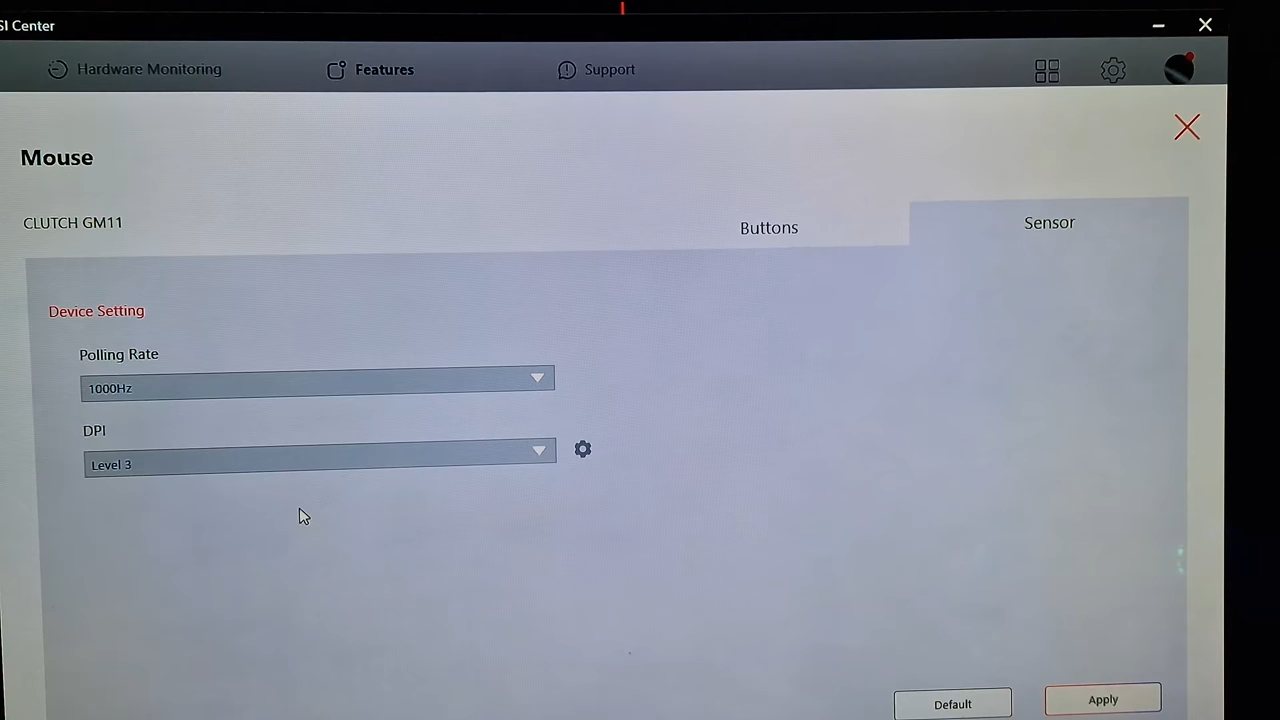 SI Center
Hardware Monitoring
Features
Support
Mouse
CLUTCH GM11
Buttons
Sensor
Device Setting
Polling Rate
1000Hz
DPI
Level 3
Default
Apply